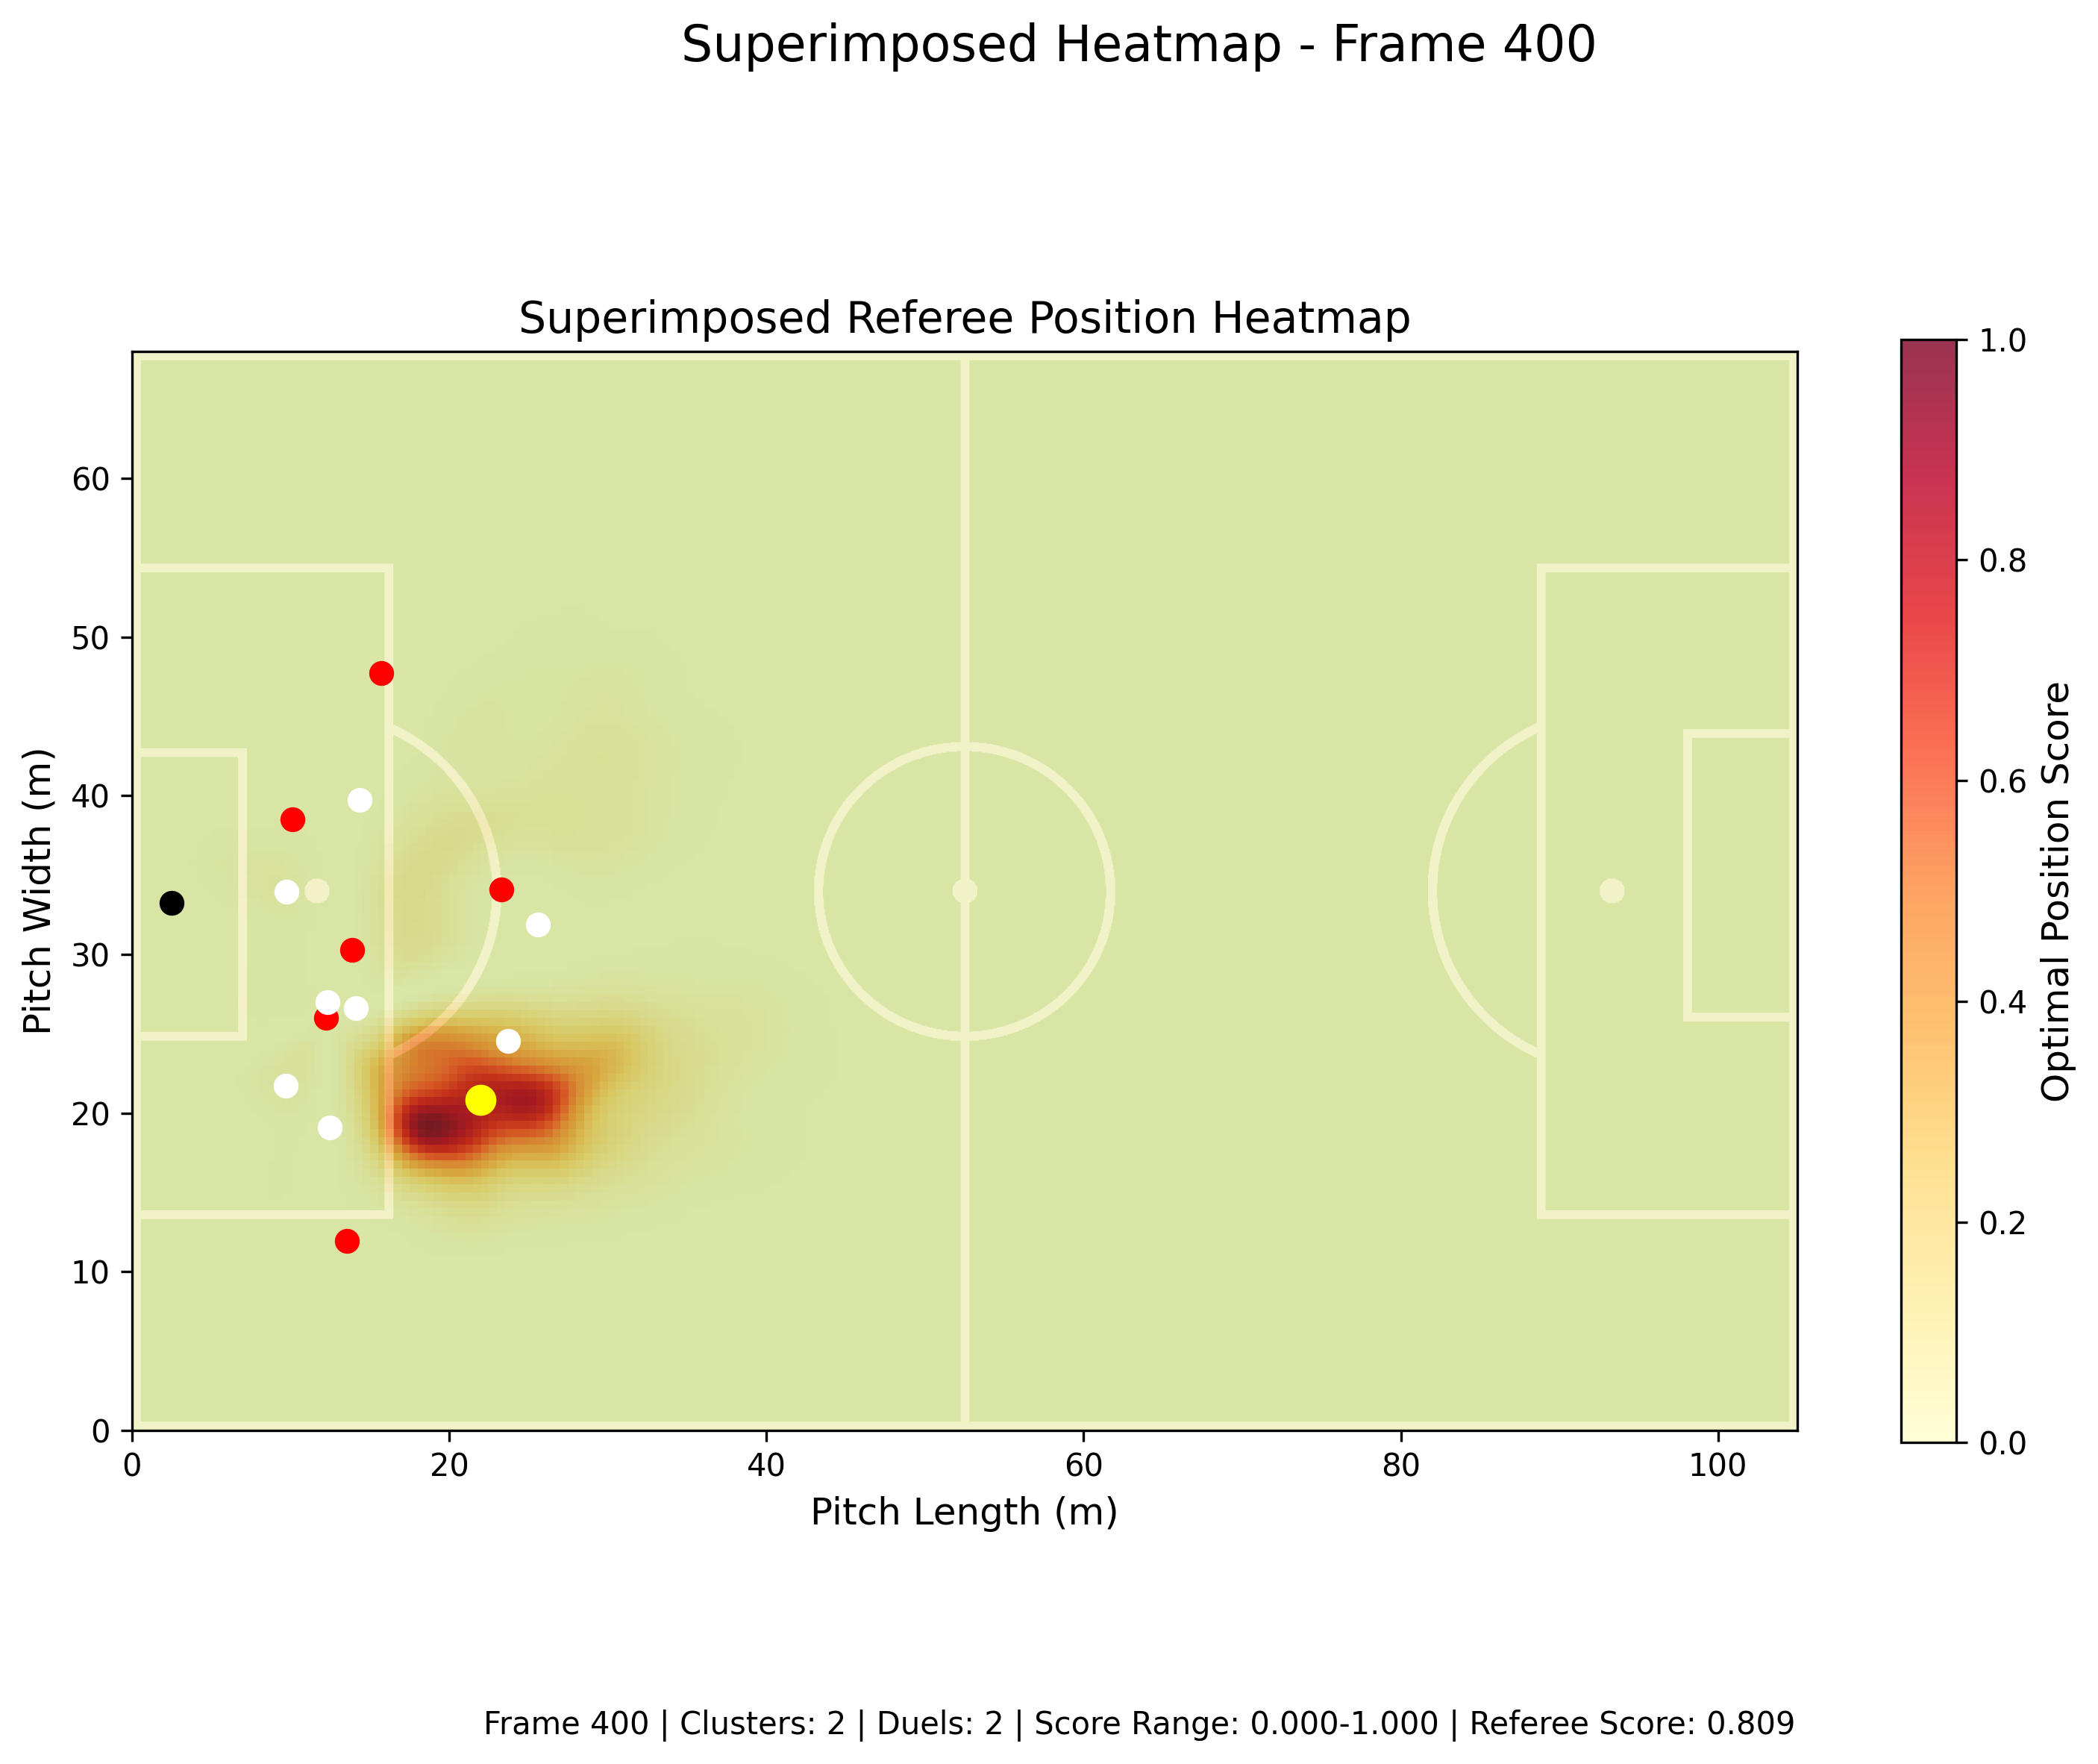 Superimposed Heatmap - Frame 400
Superimposed Referee Position Heatmap
1.0
0.8
0.6
0.4
0.2
0.0
Optimal Position Score
60
50
40
30
20
10
0
Pitch Width (m)
0 20 40 60 80 100
Pitch Length (m)
Frame 400 | Clusters: 2 | Duels: 2 | Score Range: 0.000-1.000 | Referee Score: 0.809